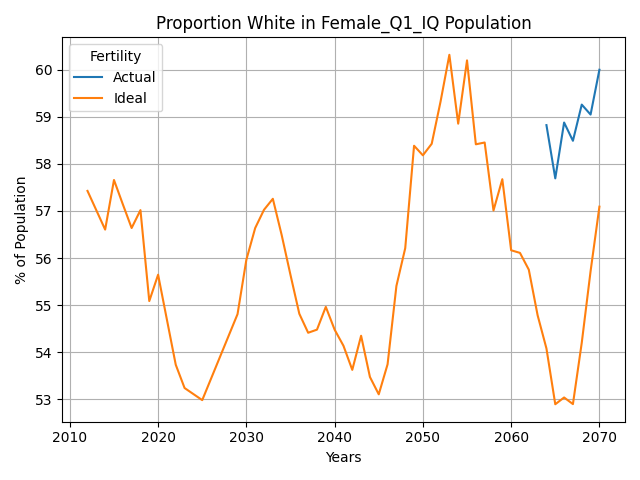 Proportion White in Female_Q1_IQ Population
Fertility
Actual
Ideal
% of Population
60
59
58
57
56
55
54
53
2010
2020
2030
2040
2050
2060
2070
Years